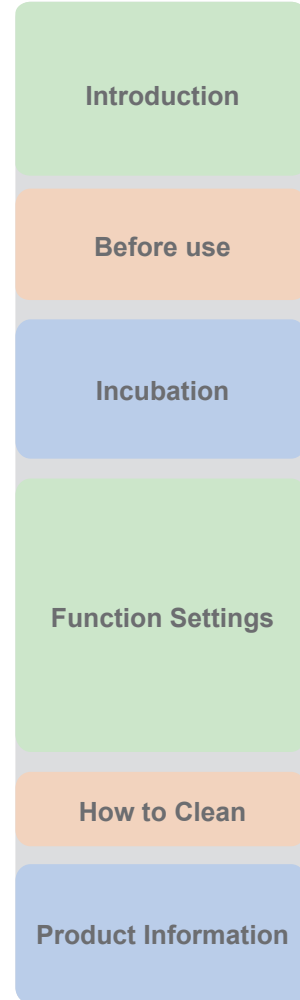 Introduction
Before use
Incubation
Function Settings
How to Clean
Product Information